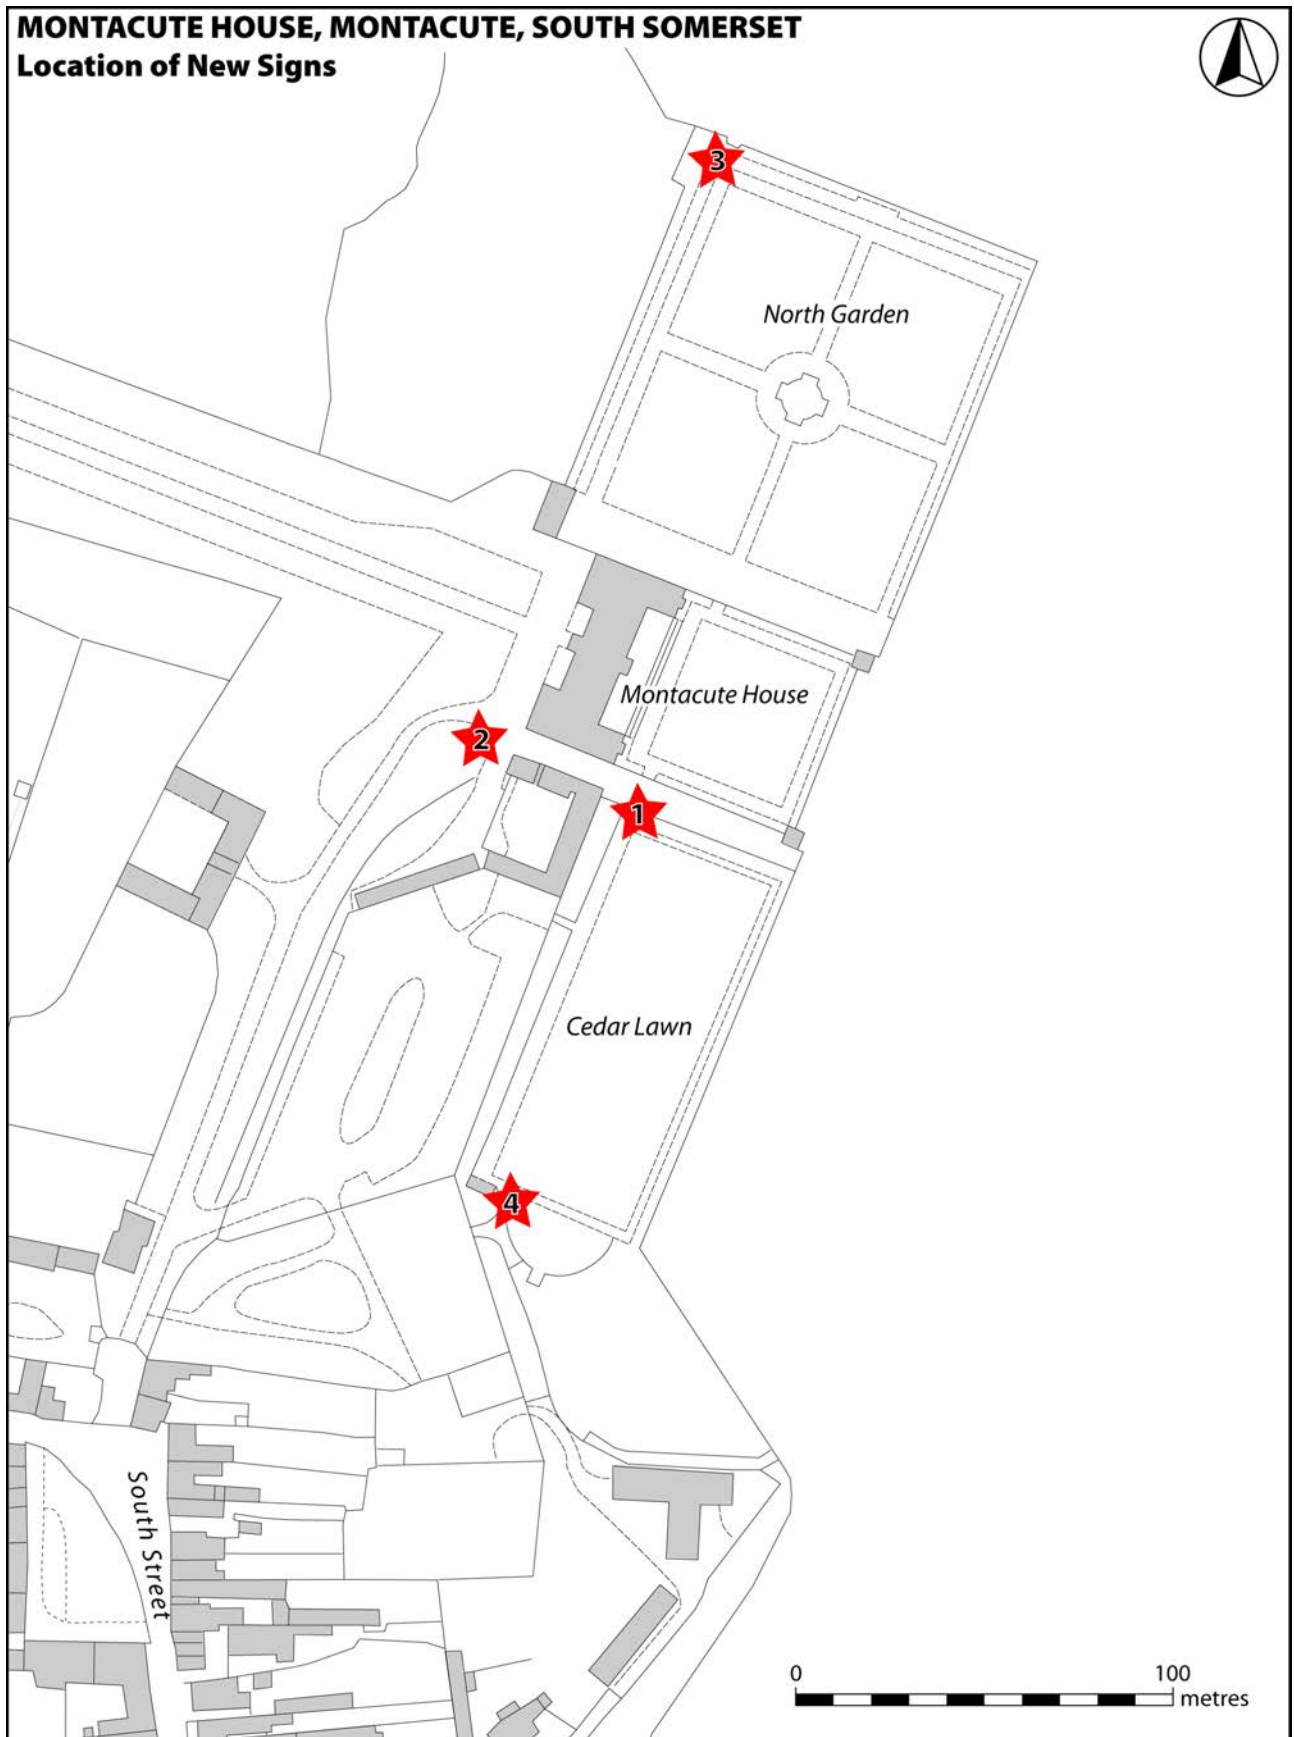 MONTACUTE HOUSE, MONTACUTE, SOUTH SOMERSET
Location of New Signs
3
North Garden
Montacute House
2
1
Cedar Lawn
4
South Street
0 100
metres